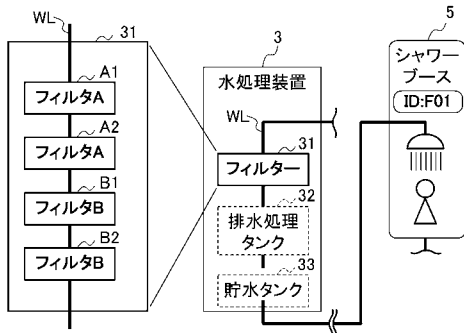 WL
31
A1
フィルタA
A2
フィルタA
B1
フィルタB
B2
フィルタB
3
水処理装置
WL
31
フィルター
32
排水処理
タンク
33
貯水タンク
5
シャワー
ブース
ID:F01